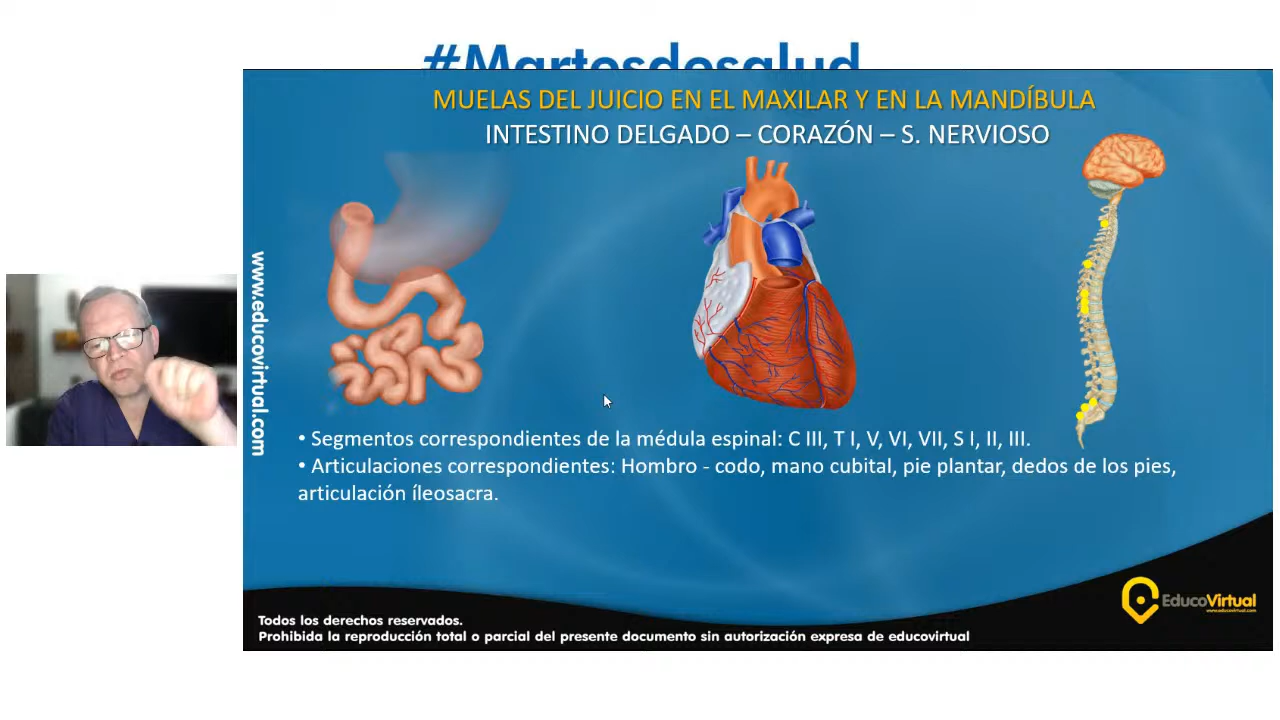 #Martesdesalud
MUELAS DEL JUICIO EN EL MAXILAR Y EN LA MANDÍBULA
INTESTINO DELGADO – CORAZÓN – S. NERVIOSO
www.educovirtual.com
• Segmentos correspondientes de la médula espinal: C III, T I, V, VI, VII, S I, II, III.
• Articulaciones correspondientes: Hombro - codo, mano cubital, pie plantar, dedos de los pies,
articulación íleosacra.
EducoVirtual
www.educovirtual.com
Todos los derechos reservados.
Prohibida la reproducción total o parcial del presente documento sin autorización expresa de educovirtual